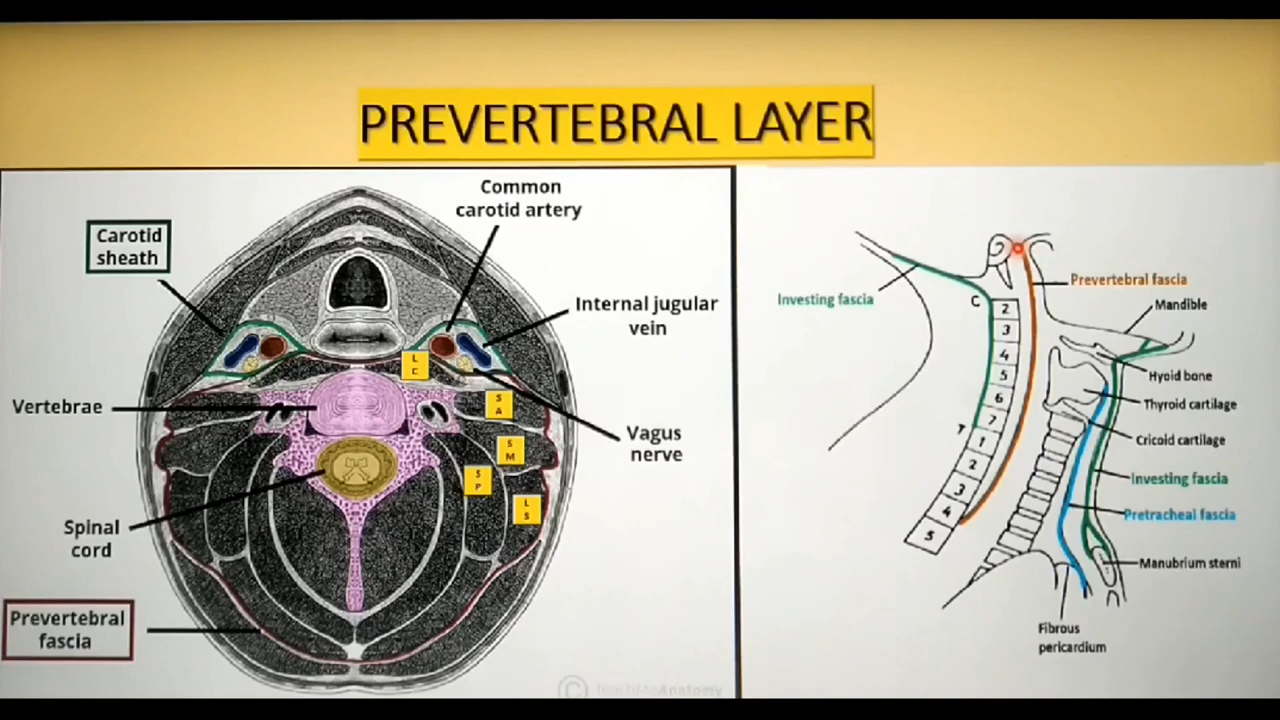 PREVERTEBRAL LAYER
Common
carotid artery
Carotid
sheath
Internal jugular
vein
L
C
S
A
S
M
S
P
L
S
Vertebrae
Vagus
nerve
Spinal
cord
Prevertebral
fascia
© TeachMeAnatomy
Investing fascia
Prevertebral fascia
Mandible
C
2
3
4
5
6
7
T
1
2
3
4
5
Hyoid bone
Thyroid cartilage
Cricoid cartilage
Investing fascia
Pretracheal fascia
Manubrium sterni
Fibrous
pericardium